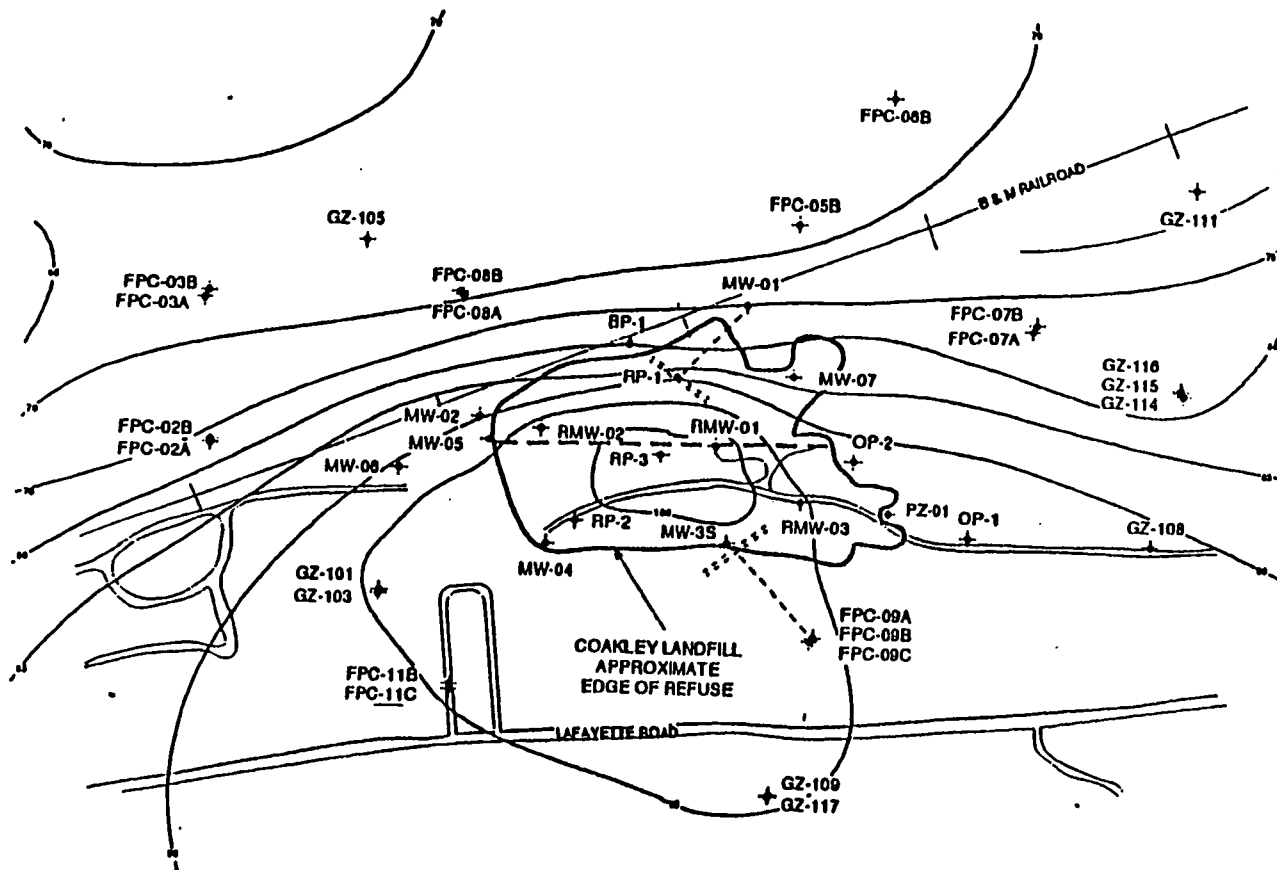 70
70
FPC-06B
B & M RAILROAD
GZ-111
FPC-05B
GZ-105
FPC-03B
FPC-03A
FPC-08B
FPC-08A
MW-01
FPC-07B
FPC-07A
BP-1
RP-1
MW-07
GZ-116
GZ-115
GZ-114
MW-02
FPC-02B
FPC-02A
MW-05
RMW-02
RMW-01
OP-2
RP-3
MW-06
RP-2
100
MW-3S
RMW-03
PZ-01
OP-1
GZ-108
MW-04
GZ-101
GZ-103
FPC-09A
FPC-09B
FPC-09C
COAKLEY LANDFILL
APPROXIMATE
EDGE OF REFUSE
FPC-11B
FPC-11C
LAFAYETTE ROAD
GZ-109
GZ-117